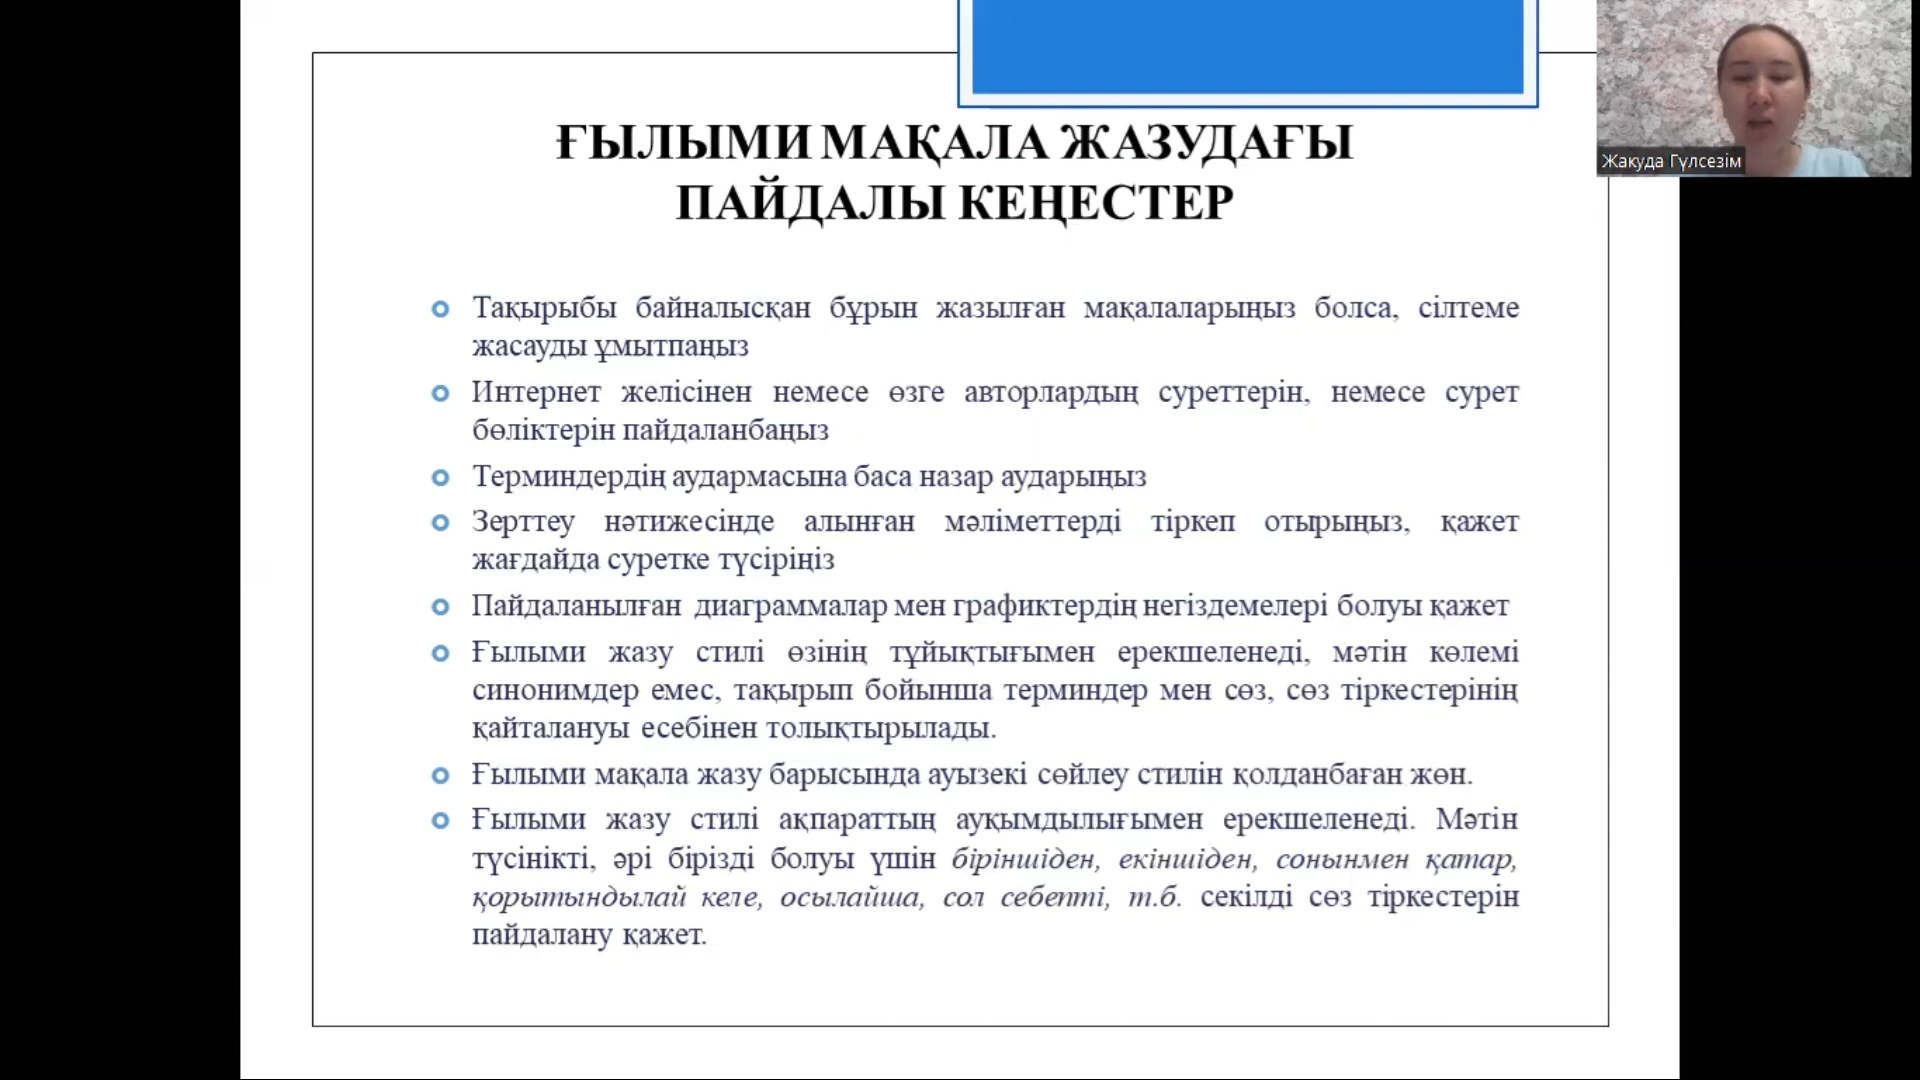 ҒЫЛЫМИ МАҚАЛА ЖАЗУДАҒЫ
ПАЙДАЛЫ КЕҢЕСТЕР
Жакуда Гүлсезім
Тақырыбы байналысқан бұрын жазылған мақалаларыңыз болса, сілтеме
жасауды ұмытпаңыз
Интернет желісінен немесе өзге авторлардың суреттерін, немесе сурет
бөліктерін пайдаланбаңыз
Терминдердің аудармасына баса назар аударыңыз
Зерттеу нәтижесінде алынған мәліметтерді тіркеп отырыңыз, қажет
жағдайда суретке түсіріңіз
Пайдаланылған диаграммалар мен графиктердің негіздемелері болуы қажет
Ғылыми жазу стилі өзінің тұйықтығымен ерекшеленеді, мәтін көлемі
синонимдер емес, тақырып бойынша терминдер мен сөз, сөз тіркестерінің
қайталануы есебінен толықтырылады.
Ғылыми мақала жазу барысында ауызекі сөйлеу стилін қолданбаған жөн.
Ғылыми жазу стилі ақпараттың ауқымдылығымен ерекшеленеді. Мәтін
түсінікті, әрі бірізді болуы үшін біріншіден, екіншіден, сонынмен қатар,
қорытындылай келе, осылайша, сол себепті, т.б. секілді сөз тіркестерін
пайдалану қажет.